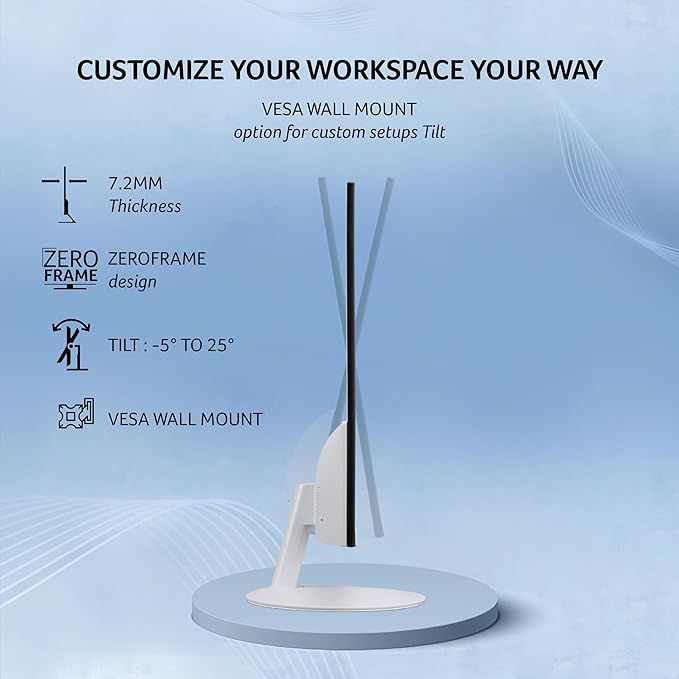 CUSTOMIZE YOUR WORKSPACE YOUR WAY
VESA WALL MOUNT
option for custom setups Tilt
7.2MM
Thickness
ZERO
FRAME
ZEROFRAME
design
TILT : -5° TO 25°
VESA WALL MOUNT